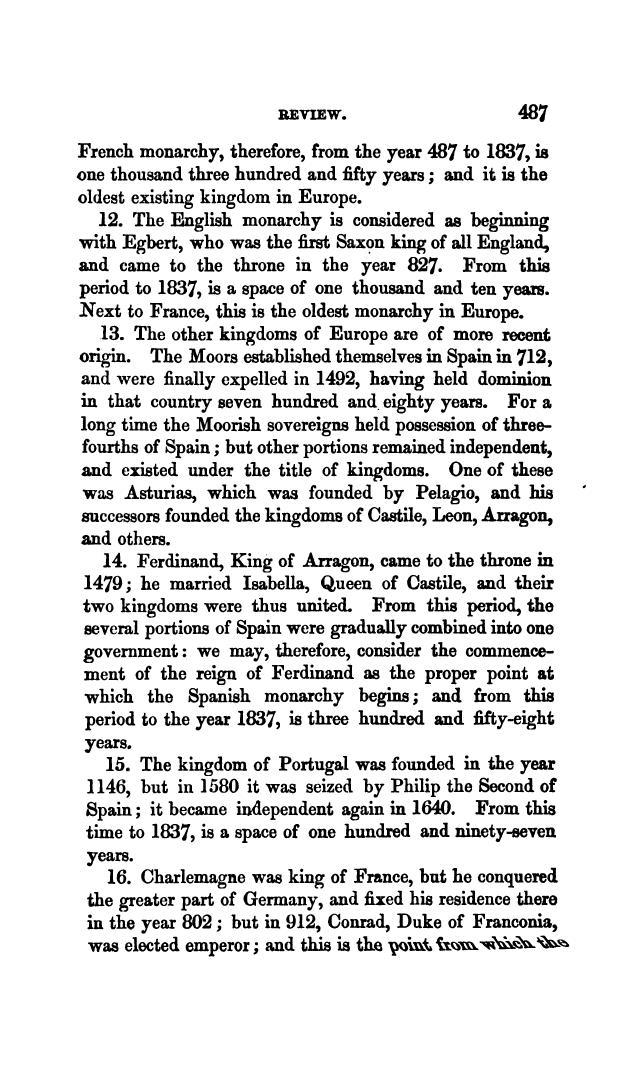 REVIEW. 487
French monarchy, therefore, from the year 487 to 1837, is
one thousand three hundred and fifty years; and it is the
oldest existing kingdom in Europe.
12. The English monarchy is considered as beginning
with Egbert, who was the first Saxon king of all England,
and came to the throne in the year 827. From this
period to 1837, is a space of one thousand and ten years.
Next to France, this is the oldest monarchy in Europe.
13. The other kingdoms of Europe are of more recent
origin. The Moors established themselves in Spain in 712,
and were finally expelled in 1492, having held dominion
in that country seven hundred and eighty years. For a
long time the Moorish sovereigns held possession of three-
fourths of Spain; but other portions remained independent,
and existed under the title of kingdoms. One of these
was Asturias, which was founded by Pelagio, and his
successors founded the kingdoms of Castile, Leon, Arragon,
and others.
14. Ferdinand, King of Arragon, came to the throne in
1479; he married Isabella, Queen of Castile, and their
two kingdoms were thus united. From this period, the
several portions of Spain were gradually combined into one
government: we may, therefore, consider the commence-
ment of the reign of Ferdinand as the proper point at
which the Spanish monarchy begins; and from this
period to the year 1837, is three hundred and fifty-eight
years.
15. The kingdom of Portugal was founded in the year
1146, but in 1580 it was seized by Philip the Second of
Spain; it became independent again in 1640. From this
time to 1837, is a space of one hundred and ninety-seven
years.
16. Charlemagne was king of France, but he conquered
the greater part of Germany, and fixed his residence there
in the year 802; but in 912, Conrad, Duke of Franconia,
was elected emperor; and this is the point from which the